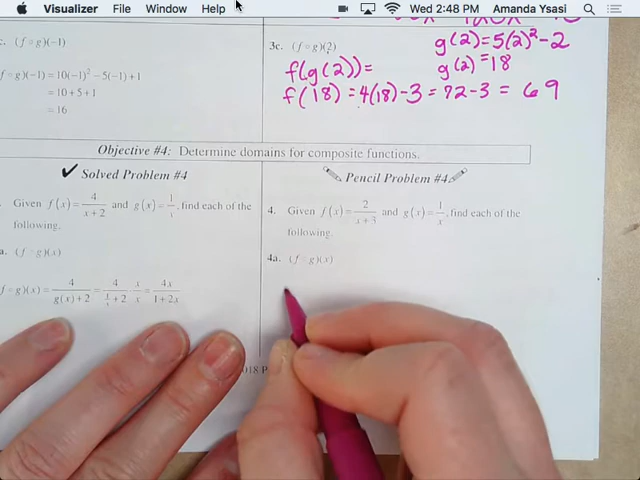 Visualizer File Window Help Wed 2:48 PM Amanda Ysasi
c. (f ∘ g)(-1)
f ∘ g)(-1) = 10(-1)² - 5(-1) + 1
= 10 + 5 + 1
= 16
3c. (f ∘ g)(2)
g(2) = 5(2)² - 2
f(g(2)) = g(2) = 18
f(18) = 4(18) - 3 = 72 - 3 = 69
Objective #4: Determine domains for composite functions.
✔ Solved Problem #4
Given f(x) = 4/(x+2) and g(x) = 1/x, find each of the
following.
a. (f ∘ g)(x)
f ∘ g)(x) = 4/(g(x)+2) = 4/(1/x+2) · x/x = 4x/(1+2x)
Pencil Problem #4
4. Given f(x) = 2/(x+3) and g(x) = 1/x, find each of the
following.
4a. (f ∘ g)(x)
018 P